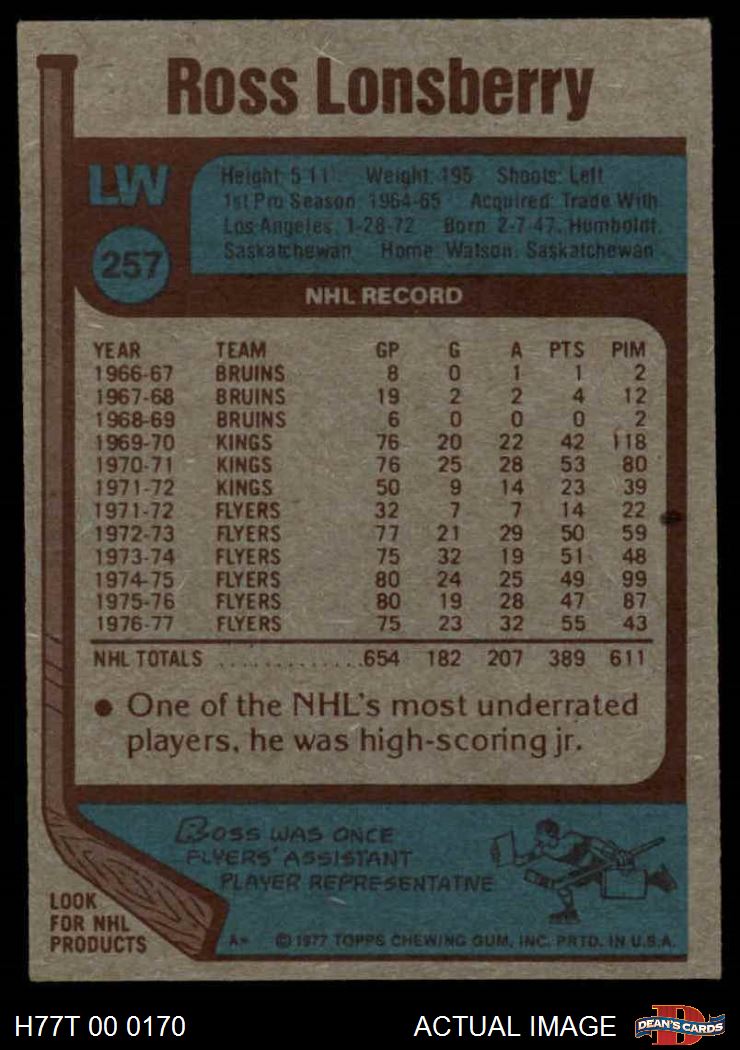 Ross Lonsberry
LW
257
Height: 5'11" Weight: 195 Shoots: Left
1st Pro Season: 1964-65 Acquired: Trade With
Los Angeles, 1-28-72 Born: 2-7-47, Humboldt,
Saskatchewan Home: Watson, Saskatchewan
NHL RECORD
YEAR TEAM GP G A PTS PIM
1966-67 BRUINS 8 0 1 1 2
1967-68 BRUINS 19 2 2 4 12
1968-69 BRUINS 6 0 0 0 2
1969-70 KINGS 76 20 22 42 118
1970-71 KINGS 76 25 28 53 80
1971-72 KINGS 50 9 14 23 39
1971-72 FLYERS 32 7 7 14 22
1972-73 FLYERS 77 21 29 50 59
1973-74 FLYERS 75 32 19 51 48
1974-75 FLYERS 80 24 25 49 99
1975-76 FLYERS 80 19 28 47 87
1976-77 FLYERS 75 23 32 55 43
NHL TOTALS ..............654 182 207 389 611
• One of the NHL's most underrated
players, he was high-scoring jr.
ROSS WAS ONCE
FLYERS' ASSISTANT
PLAYER REPRESENTATIVE
LOOK
FOR NHL
PRODUCTS
A* © 1977 TOPPS CHEWING GUM, INC. PRTD. IN U.S.A.
H77T 00 0170 ACTUAL IMAGE
D
DEAN'S CARDS